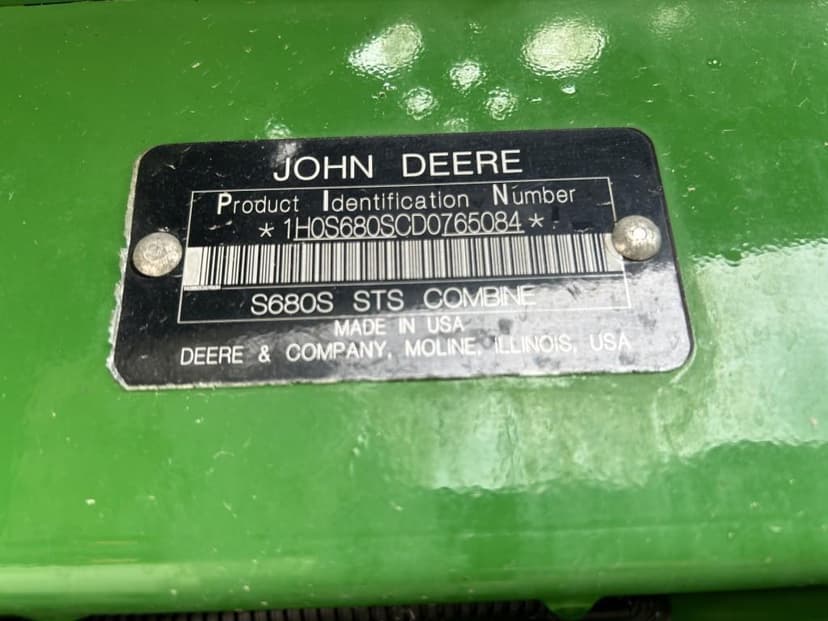 JOHN DEERE
Product Identification Number
* 1H0S680SCD0765084 *
S680S STS COMBINE
MADE IN USA
DEERE & COMPANY, MOLINE, ILLINOIS, USA